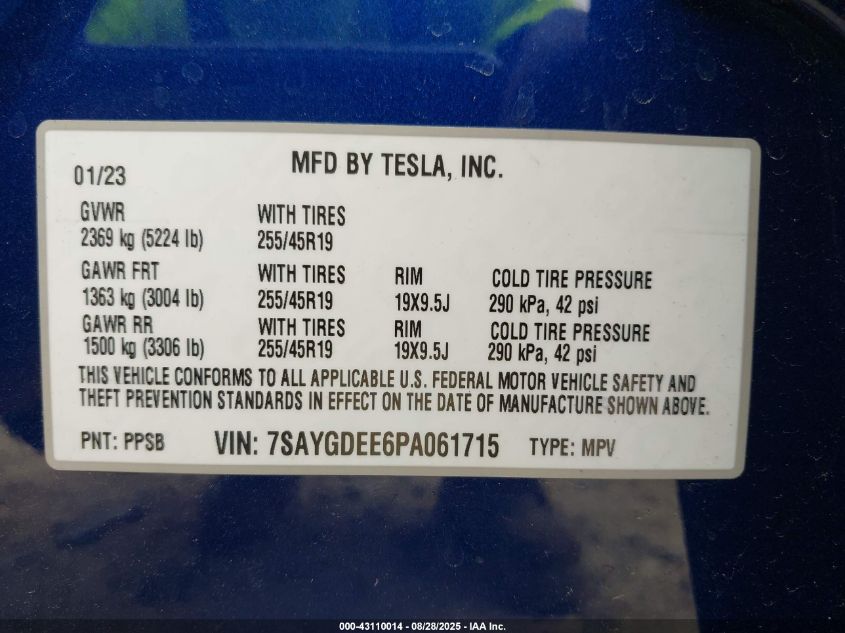 MFD BY TESLA, INC.
01/23
GVWR WITH TIRES
2369 kg (5224 lb) 255/45R19
GAWR FRT WITH TIRES RIM COLD TIRE PRESSURE
1363 kg (3004 lb) 255/45R19 19X9.5J 290 kPa, 42 psi
GAWR RR WITH TIRES RIM COLD TIRE PRESSURE
1500 kg (3306 lb) 255/45R19 19X9.5J 290 kPa, 42 psi
THIS VEHICLE CONFORMS TO ALL APPLICABLE U.S. FEDERAL MOTOR VEHICLE SAFETY AND
THEFT PREVENTION STANDARDS IN EFFECT ON THE DATE OF MANUFACTURE SHOWN ABOVE.
PNT: PPSB VIN: 7SAYGDEE6PA061715 TYPE: MPV
000-43110014 - 08/28/2025 - IAA Inc.